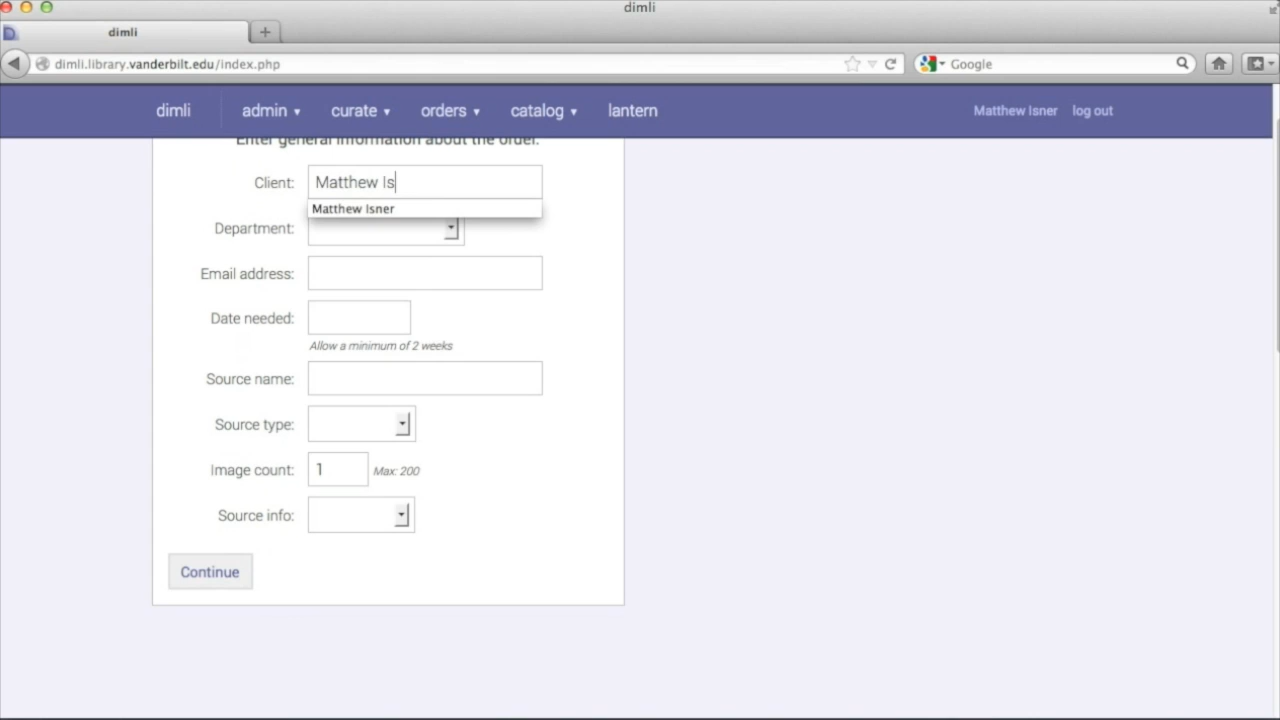 dimli
dimli
dimli.library.vanderbilt.edu/index.php
Google
dimli admin curate orders catalog lantern Matthew Isner log out
Enter general information about the order.
Client: Matthew Is
Matthew Isner
Department:
Email address:
Date needed:
Allow a minimum of 2 weeks
Source name:
Source type:
Image count: 1 Max: 200
Source info:
Continue